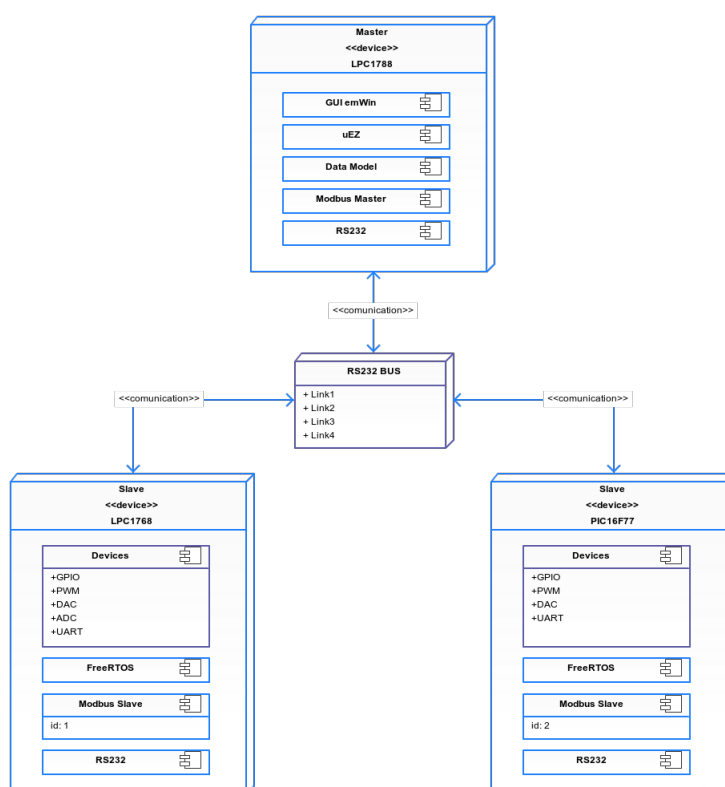 Master
<<device>>
LPC1788
GUI emWin
uEZ
Data Model
Modbus Master
RS232
<<comunication>>
RS232 BUS
+ Link1
+ Link2
+ Link3
+ Link4
<<comunication>>
<<comunication>>
Slave
<<device>>
LPC1768
Devices
+GPIO
+PWM
+DAC
+ADC
+UART
FreeRTOS
Modbus Slave
id: 1
RS232
Slave
<<device>>
PIC16F77
Devices
+GPIO
+PWM
+DAC
+UART
FreeRTOS
Modbus Slave
id: 2
RS232